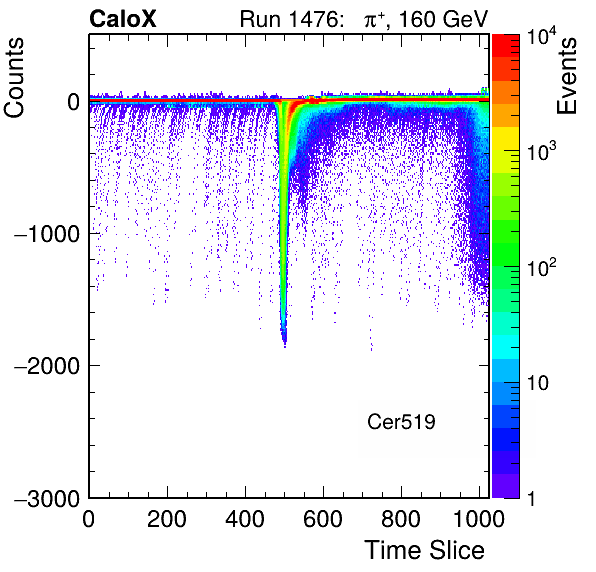 CaloX Run 1476: π⁺, 160 GeV
Counts
Events
0
−1000
−2000
−3000
10⁴
10³
10²
10
1
Cer519
0 200 400 600 800 1000
Time Slice